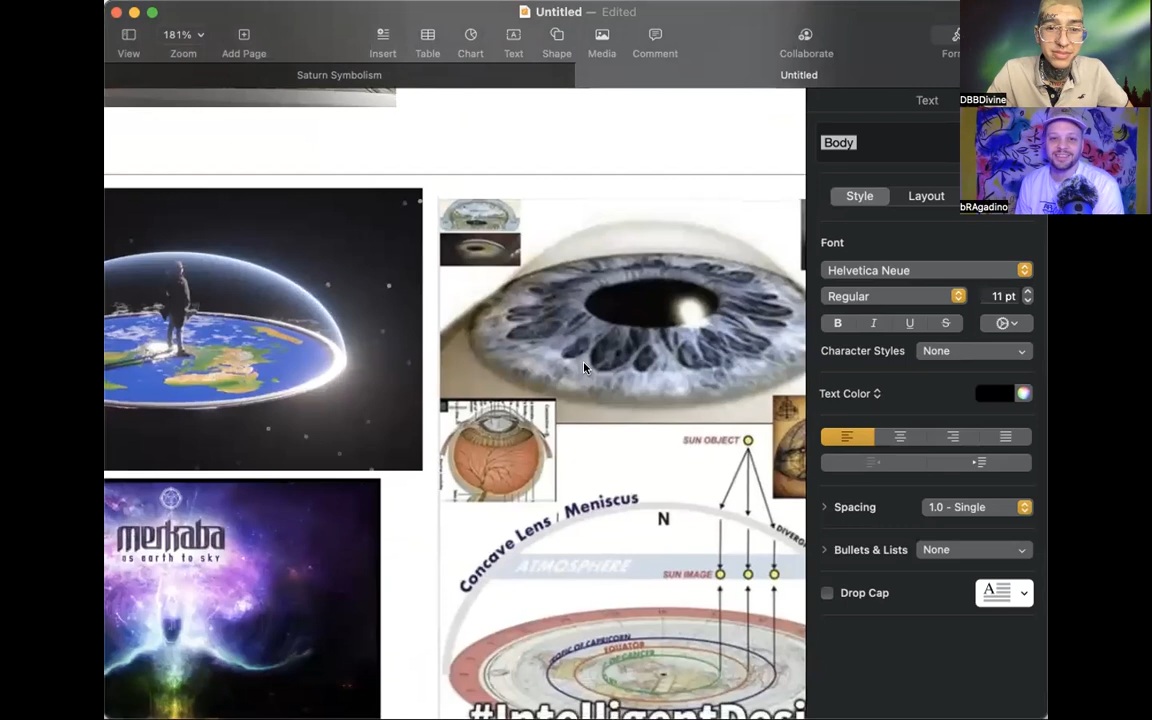 Untitled — Edited
View
181%
Zoom
Add Page
Insert
Table
Chart
Text
Shape
Media
Comment
Collaborate
Saturn Symbolism
Untitled
DBBDivine
bRAgadino
Text
Body
Style
Layout
Font
Helvetica Neue
Regular
11 pt
B I U S
Character Styles
None
Text Color
Spacing
1.0 - Single
Bullets & Lists
None
Drop Cap
A
merkaba
as earth to sky
SUN OBJECT
Concave Lens / Meniscus
N
ATMOSPHERE
SUN IMAGE
EQUATOR
#IntelligentDesi